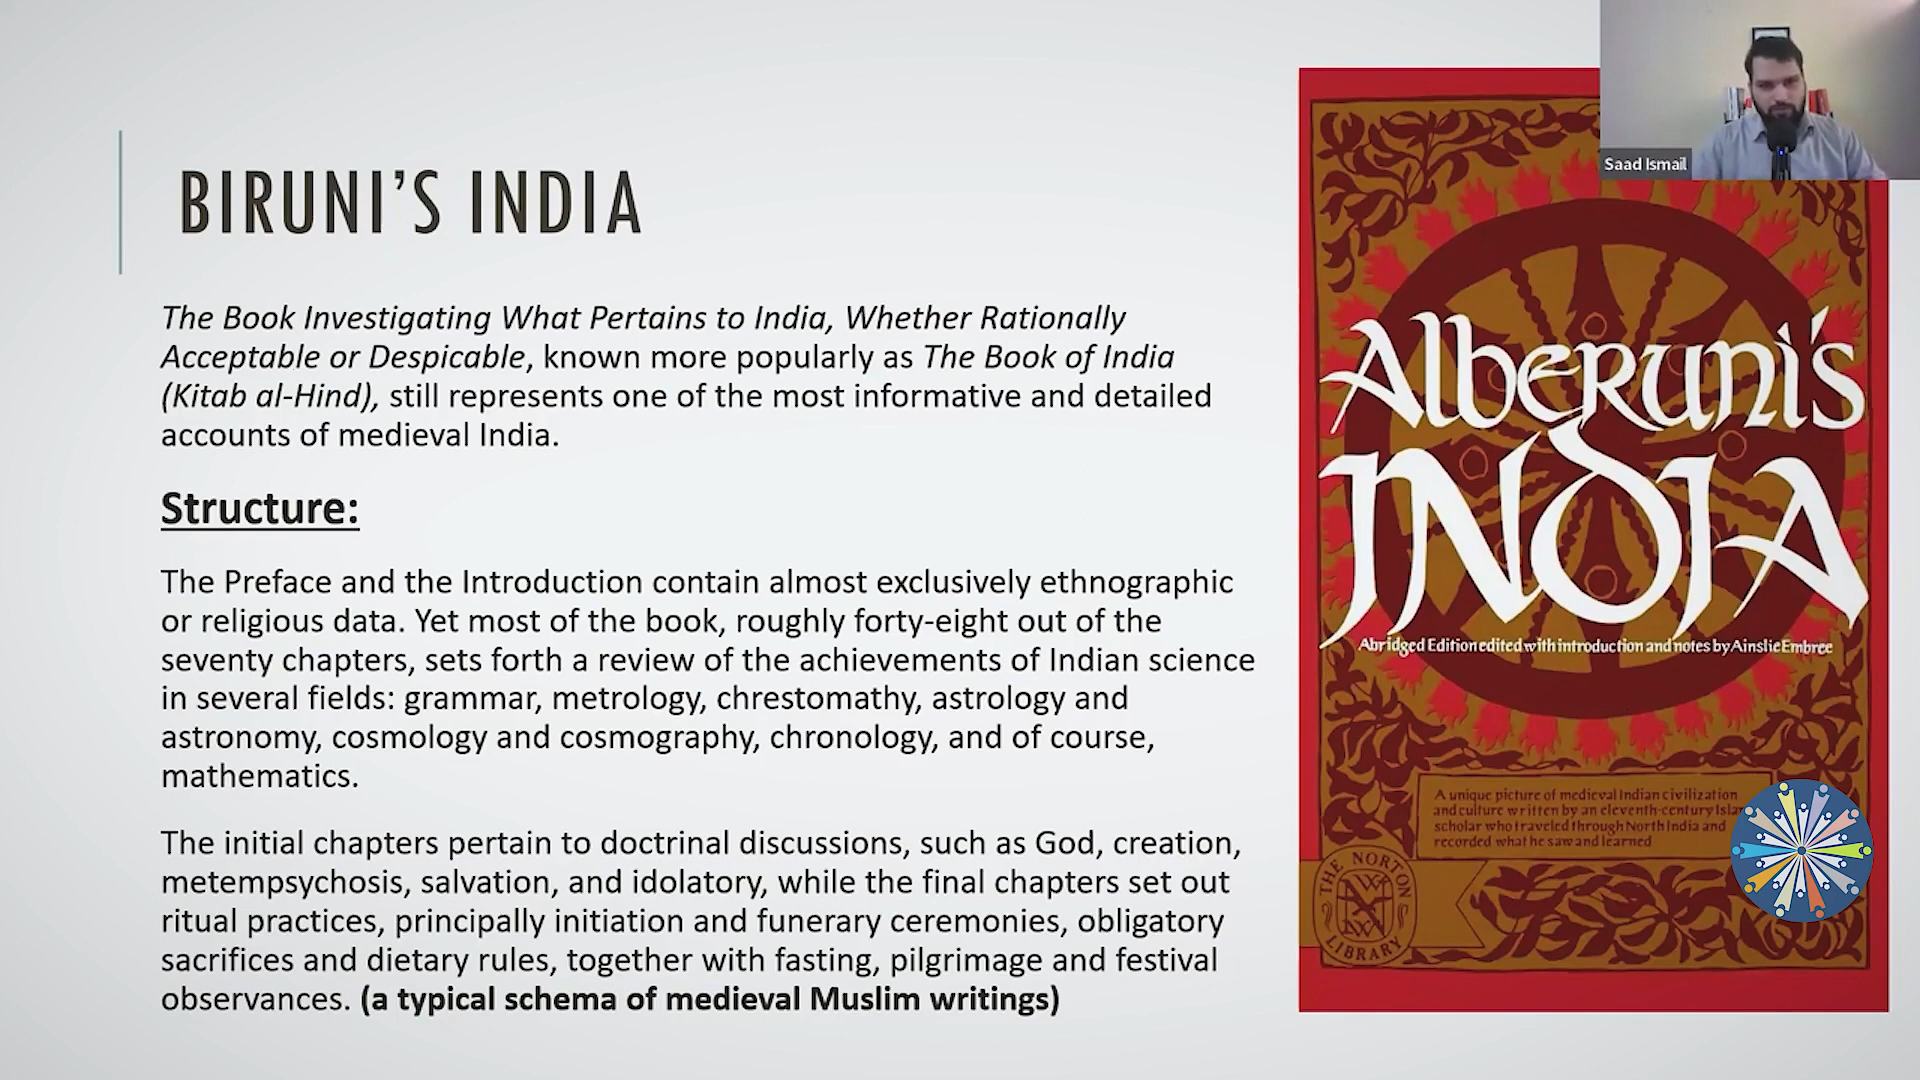 Saad Ismail
BIRUNI'S INDIA
The Book Investigating What Pertains to India, Whether Rationally
Acceptable or Despicable, known more popularly as The Book of India
(Kitab al-Hind), still represents one of the most informative and detailed
accounts of medieval India.
Structure:
The Preface and the Introduction contain almost exclusively ethnographic
or religious data. Yet most of the book, roughly forty-eight out of the
seventy chapters, sets forth a review of the achievements of Indian science
in several fields: grammar, metrology, chrestomathy, astrology and
astronomy, cosmology and cosmography, chronology, and of course,
mathematics.
The initial chapters pertain to doctrinal discussions, such as God, creation,
metempsychosis, salvation, and idolatory, while the final chapters set out
ritual practices, principally initiation and funerary ceremonies, obligatory
sacrifices and dietary rules, together with fasting, pilgrimage and festival
observances. (a typical schema of medieval Muslim writings)
Alberuni's
INDIA
Abridged Edition edited with introduction and notes by Ainslie Embree
A unique picture of medieval Indian civilization
and culture written by an eleventh-century
scholar who traveled through North India and
recorded what he saw and learned
THE NORTON
LIBRARY